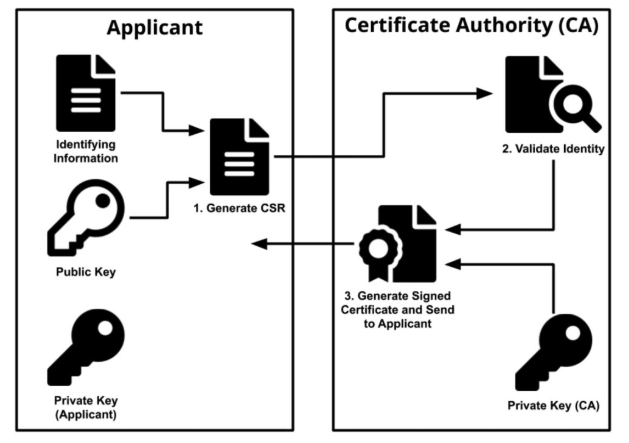 Applicant
Identifying
Information
1. Generate CSR
Public Key
Private Key
(Applicant)
Certificate Authority (CA)
2. Validate Identity
3. Generate Signed
Certificate and Send
to Applicant
Private Key (CA)